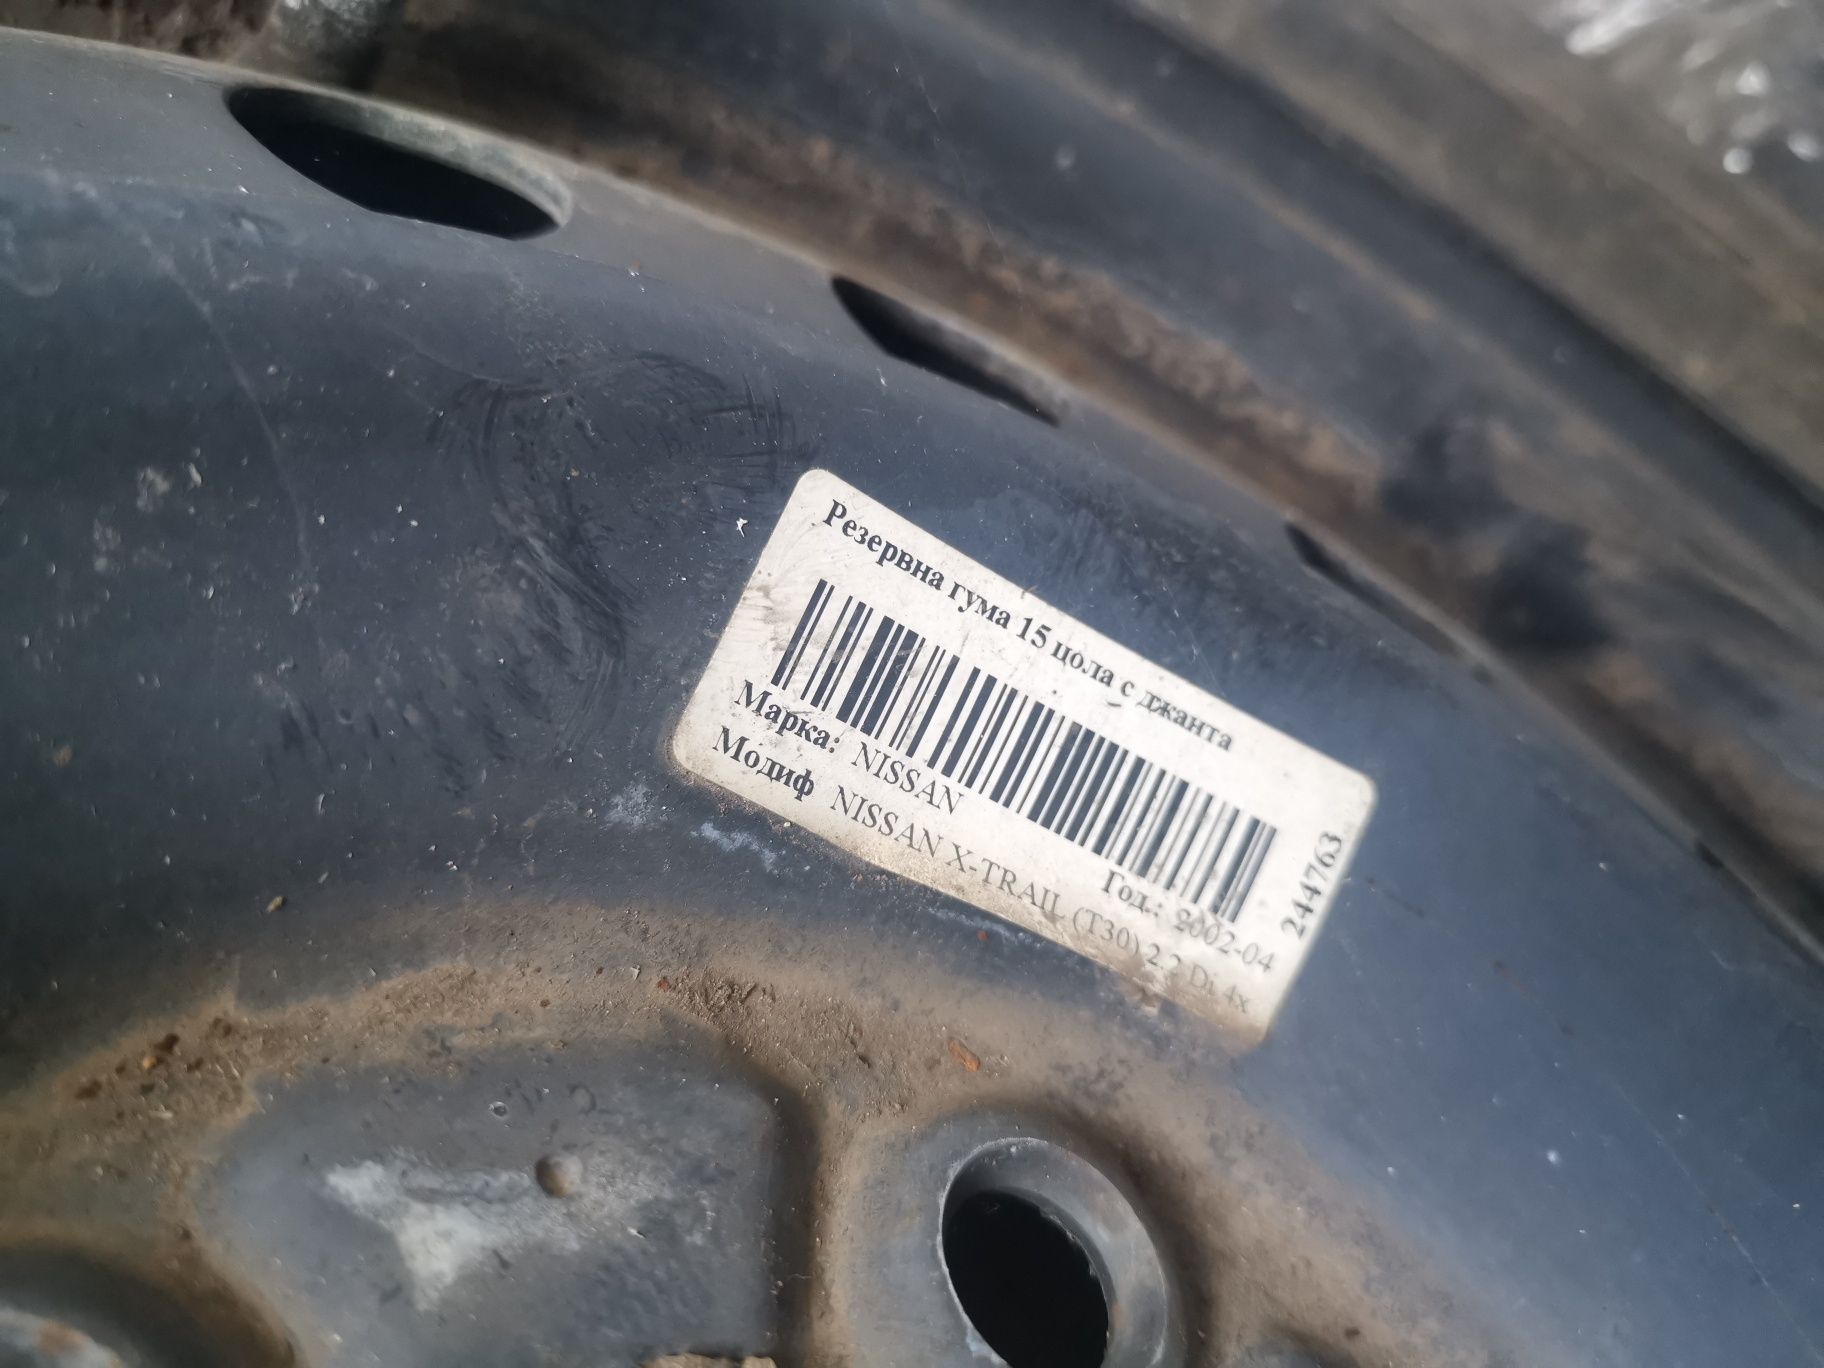 Резервна гума 15 цола с джанта
Марка: NISSAN Год.: 2002-04
Модиф NISSAN X-TRAIL (T30) 2.2 Di 4x
244763